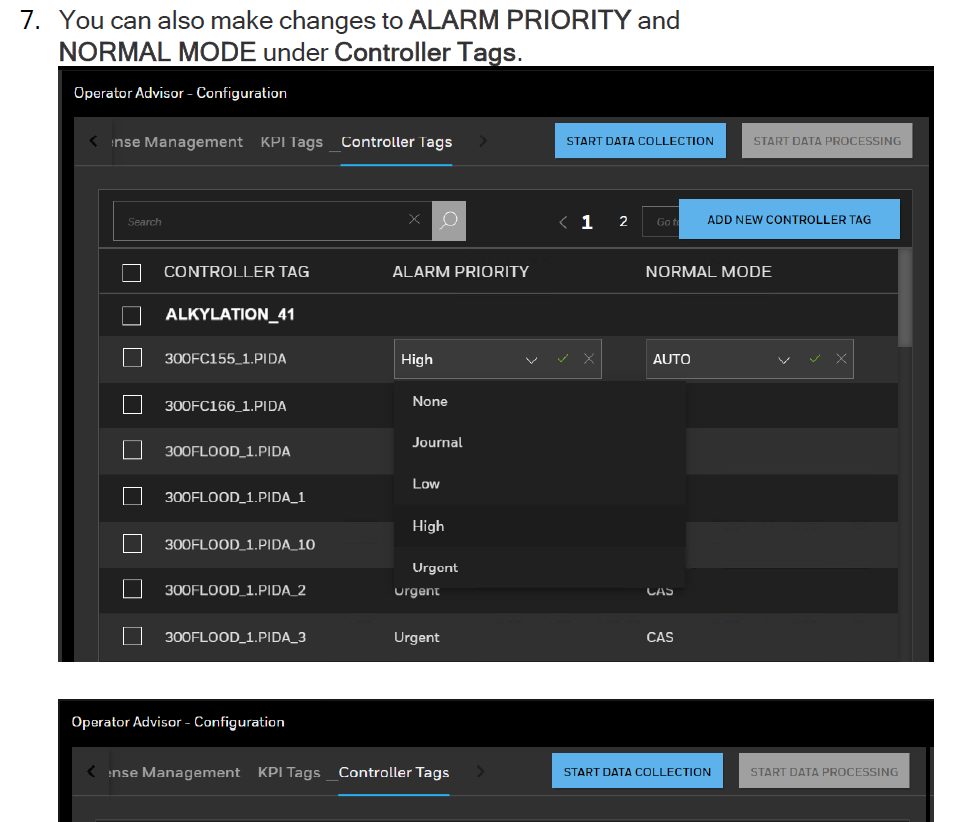 7. You can also make changes to ALARM PRIORITY and
NORMAL MODE under Controller Tags.
Operator Advisor - Configuration
ense Management KPI Tags Controller Tags START DATA COLLECTION START DATA PROCESSING
Search 1 2 Go to ADD NEW CONTROLLER TAG
CONTROLLER TAG ALARM PRIORITY NORMAL MODE
ALKYLATION_41
300FC155_1.PIDA High AUTO
300FC166_1.PIDA None
300FLOOD_1.PIDA Journal
300FLOOD_1.PIDA_1 Low
300FLOOD_1.PIDA_10 High
Urgent
300FLOOD_1.PIDA_2 Urgent CAS
300FLOOD_1.PIDA_3 Urgent CAS
Operator Advisor - Configuration
ense Management KPI Tags Controller Tags START DATA COLLECTION START DATA PROCESSING